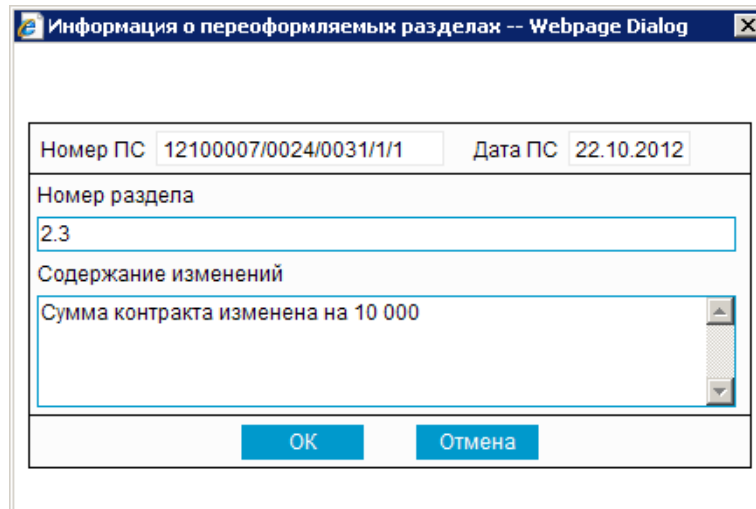 Информация о переоформляемых разделах -- Webpage Dialog
Номер ПС 12100007/0024/0031/1/1 Дата ПС 22.10.2012
Номер раздела
2.3
Содержание изменений
Сумма контракта изменена на 10 000
ОК Отмена